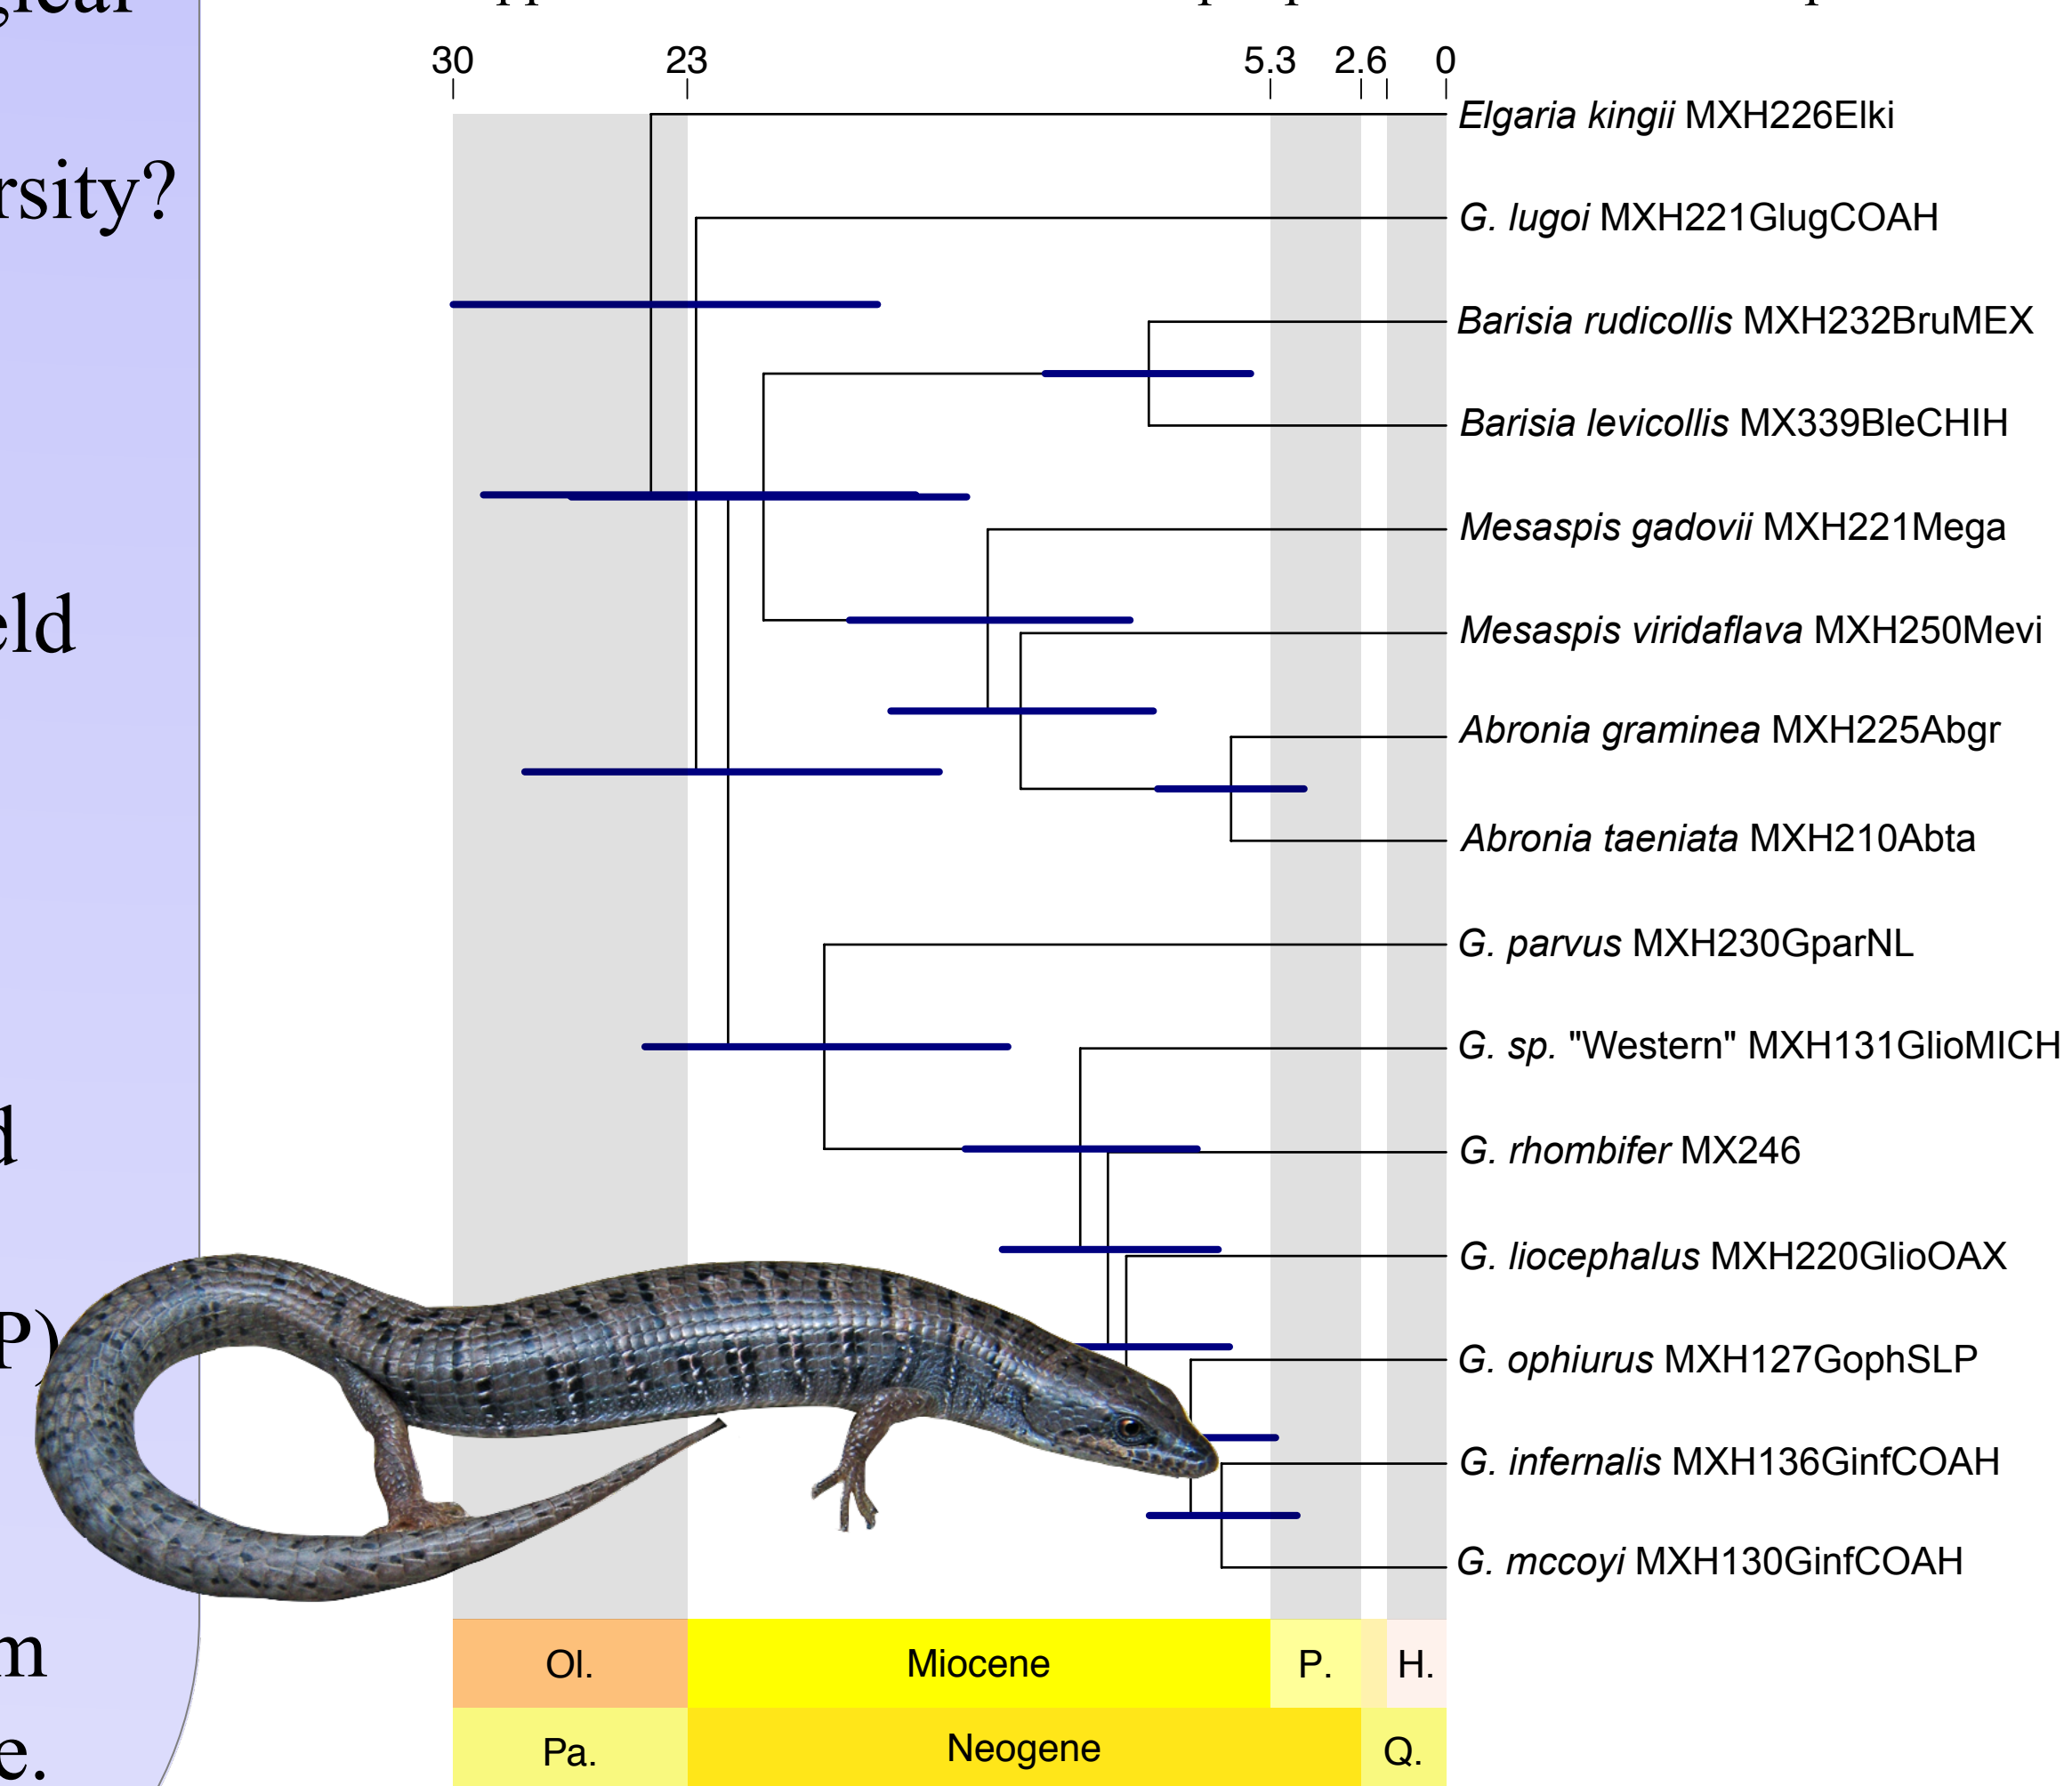 rsity?
eld
d
P)
m
e.
30 23 5.3 2.6 0
Elgaria kingii MXH226Elki
G. lugoi MXH221GlugCOAH
Barisia rudicollis MXH232BruMEX
Barisia levicollis MX339BleCHIH
Mesaspis gadovii MXH221Mega
Mesaspis viridaflava MXH250Mevi
Abronia graminea MXH225Abgr
Abronia taeniata MXH210Abta
G. parvus MXH230GparNL
G. sp. "Western" MXH131GlioMICH
G. rhombifer MX246
G. liocephalus MXH220GlioOAX
G. ophiurus MXH127GophSLP
G. infernalis MXH136GinfCOAH
G. mccoyi MXH130GinfCOAH
Ol. Miocene P. H.
Pa. Neogene Q.